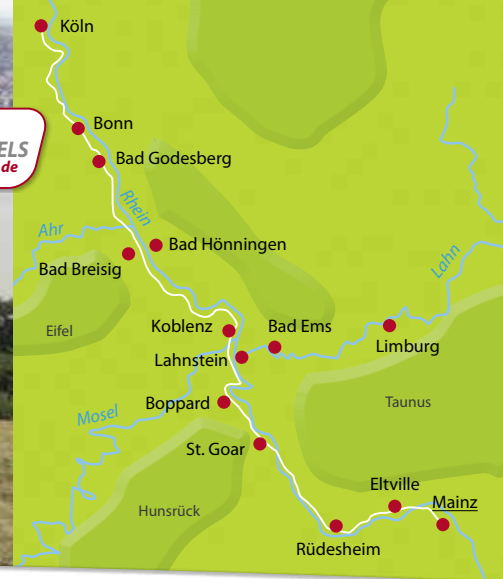 Köln
ELS
de
Bonn
Bad Godesberg
Rhein
Ahr
Bad Hönningen
Bad Breisig
Lahn
Eifel
Koblenz
Bad Ems
Lahnstein
Limburg
Boppard
Taunus
Mosel
St. Goar
Eltville
Mainz
Hunsrück
Rüdesheim